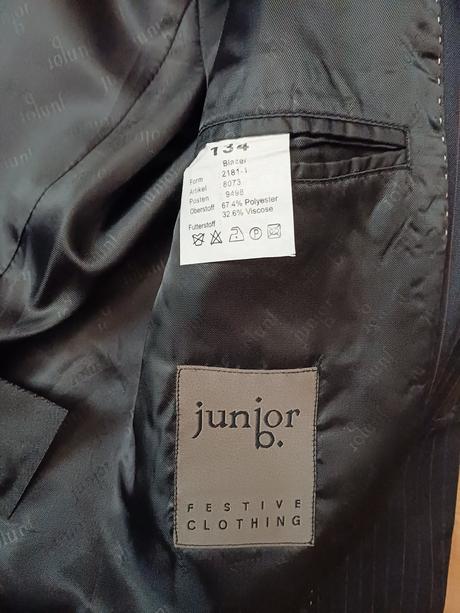 134
Blazer
Form 2181-1
Artikel 8073
Posten 9498
Oberstoff 67.4% Polyester
32.6% Viscose
Futterstoff
P
junior
b.
FESTIVE
CLOTHING